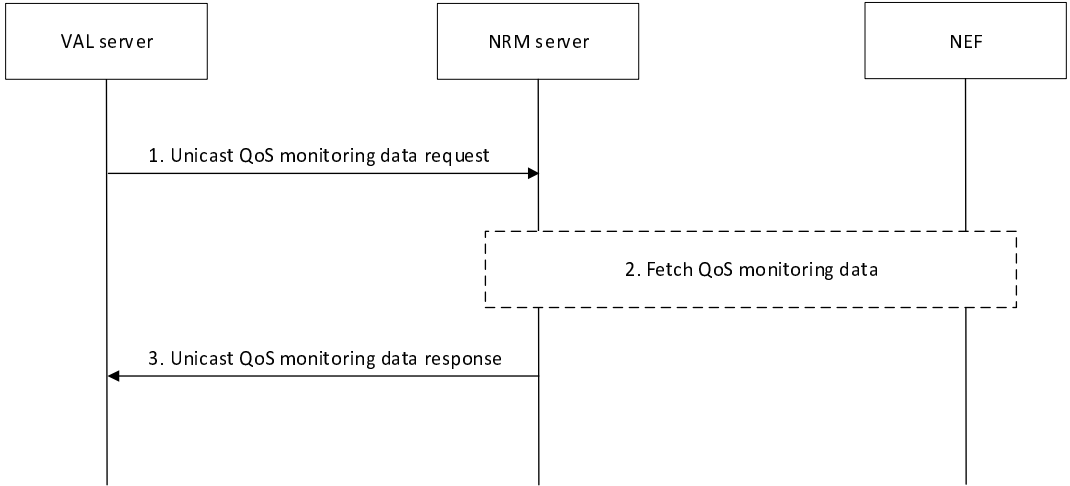 VAL server
NRM server
NEF
1. Unicast QoS monitoring data request
2. Fetch QoS monitoring data
3. Unicast QoS monitoring data response